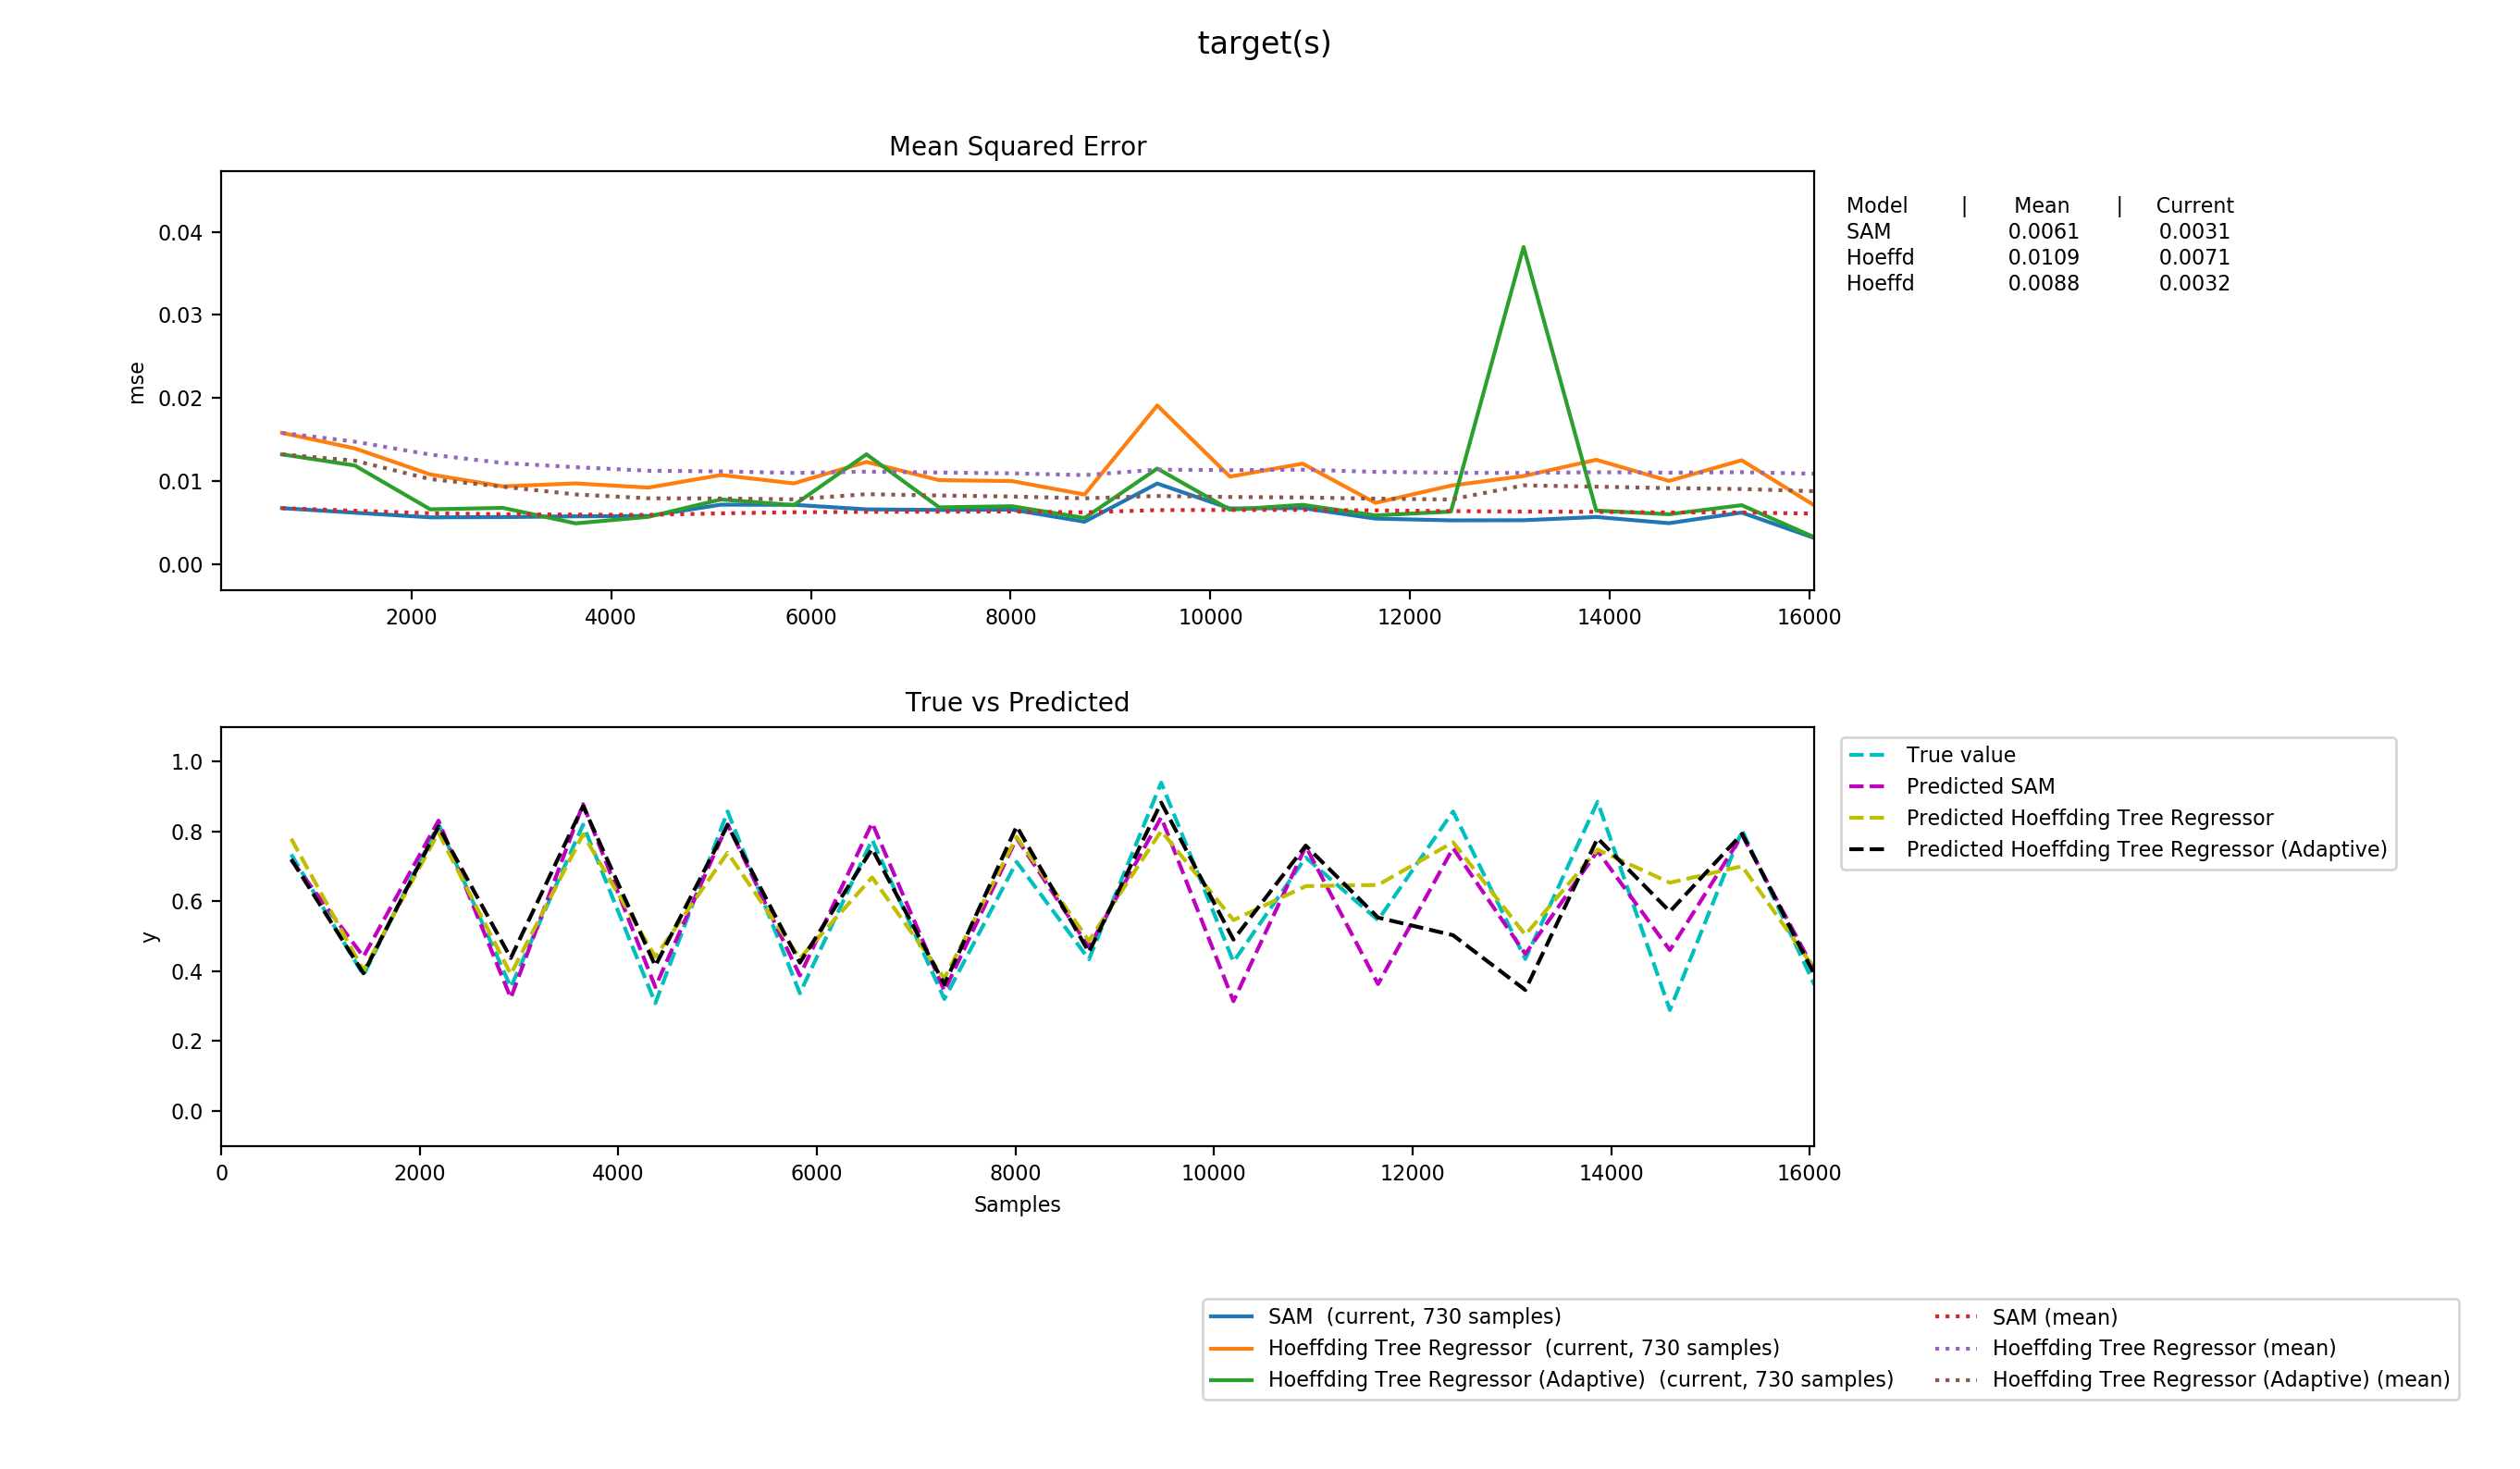 target(s)
Mean Squared Error
mse
0.04
0.03
0.02
0.01
0.00
2000 4000 6000 8000 10000 12000 14000 16000
Model | Mean | Current
SAM 0.0061 0.0031
Hoeffd 0.0109 0.0071
Hoeffd 0.0088 0.0032
True vs Predicted
y
1.0
0.8
0.6
0.4
0.2
0.0
0 2000 4000 6000 8000 10000 12000 14000 16000
Samples
True value
Predicted SAM
Predicted Hoeffding Tree Regressor
Predicted Hoeffding Tree Regressor (Adaptive)
SAM (current, 730 samples)
Hoeffding Tree Regressor (current, 730 samples)
Hoeffding Tree Regressor (Adaptive) (current, 730 samples)
SAM (mean)
Hoeffding Tree Regressor (mean)
Hoeffding Tree Regressor (Adaptive) (mean)